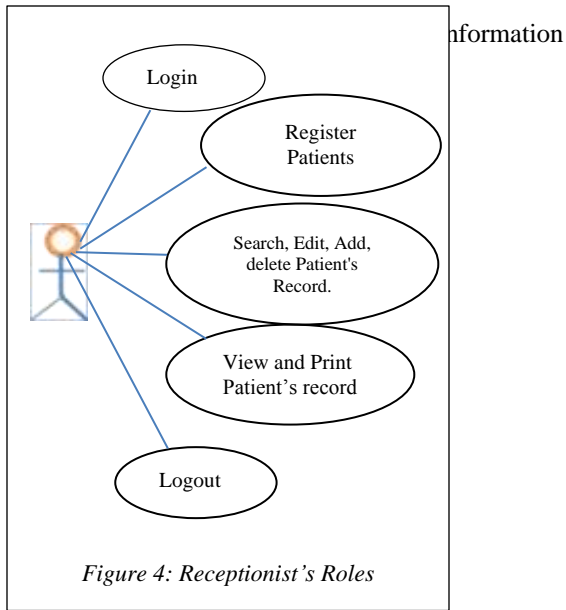 nformation
Login
Register
Patients
Search, Edit, Add,
delete Patient's
Record.
View and Print
Patient’s record
Logout
Figure 4: Receptionist’s Roles